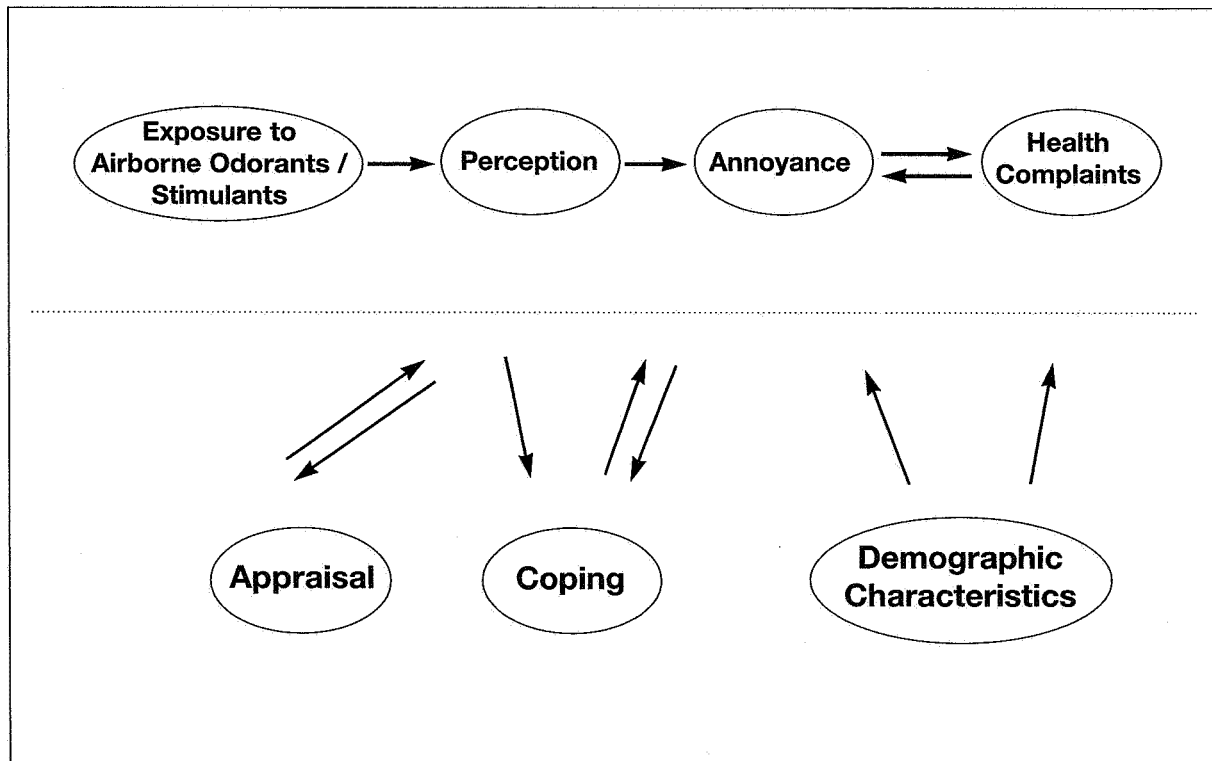 Exposure to
Airborne Odorants /
Stimulants
Perception
Annoyance
Health
Complaints
Appraisal
Coping
Demographic
Characteristics